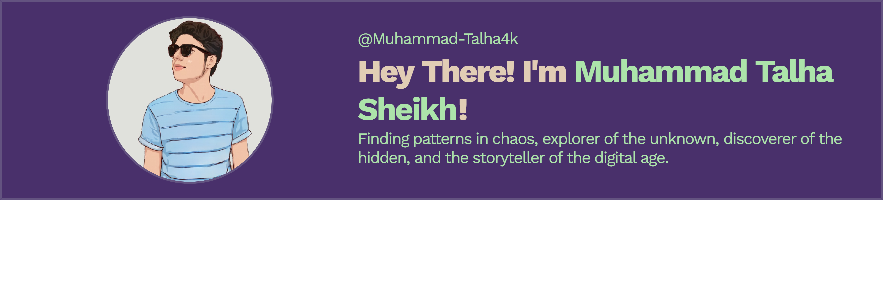 @Muhammad-Talha4k
Hey There! I'm Muhammad Talha
Sheikh!
Finding patterns in chaos, explorer of the unknown, discoverer of the
hidden, and the storyteller of the digital age.